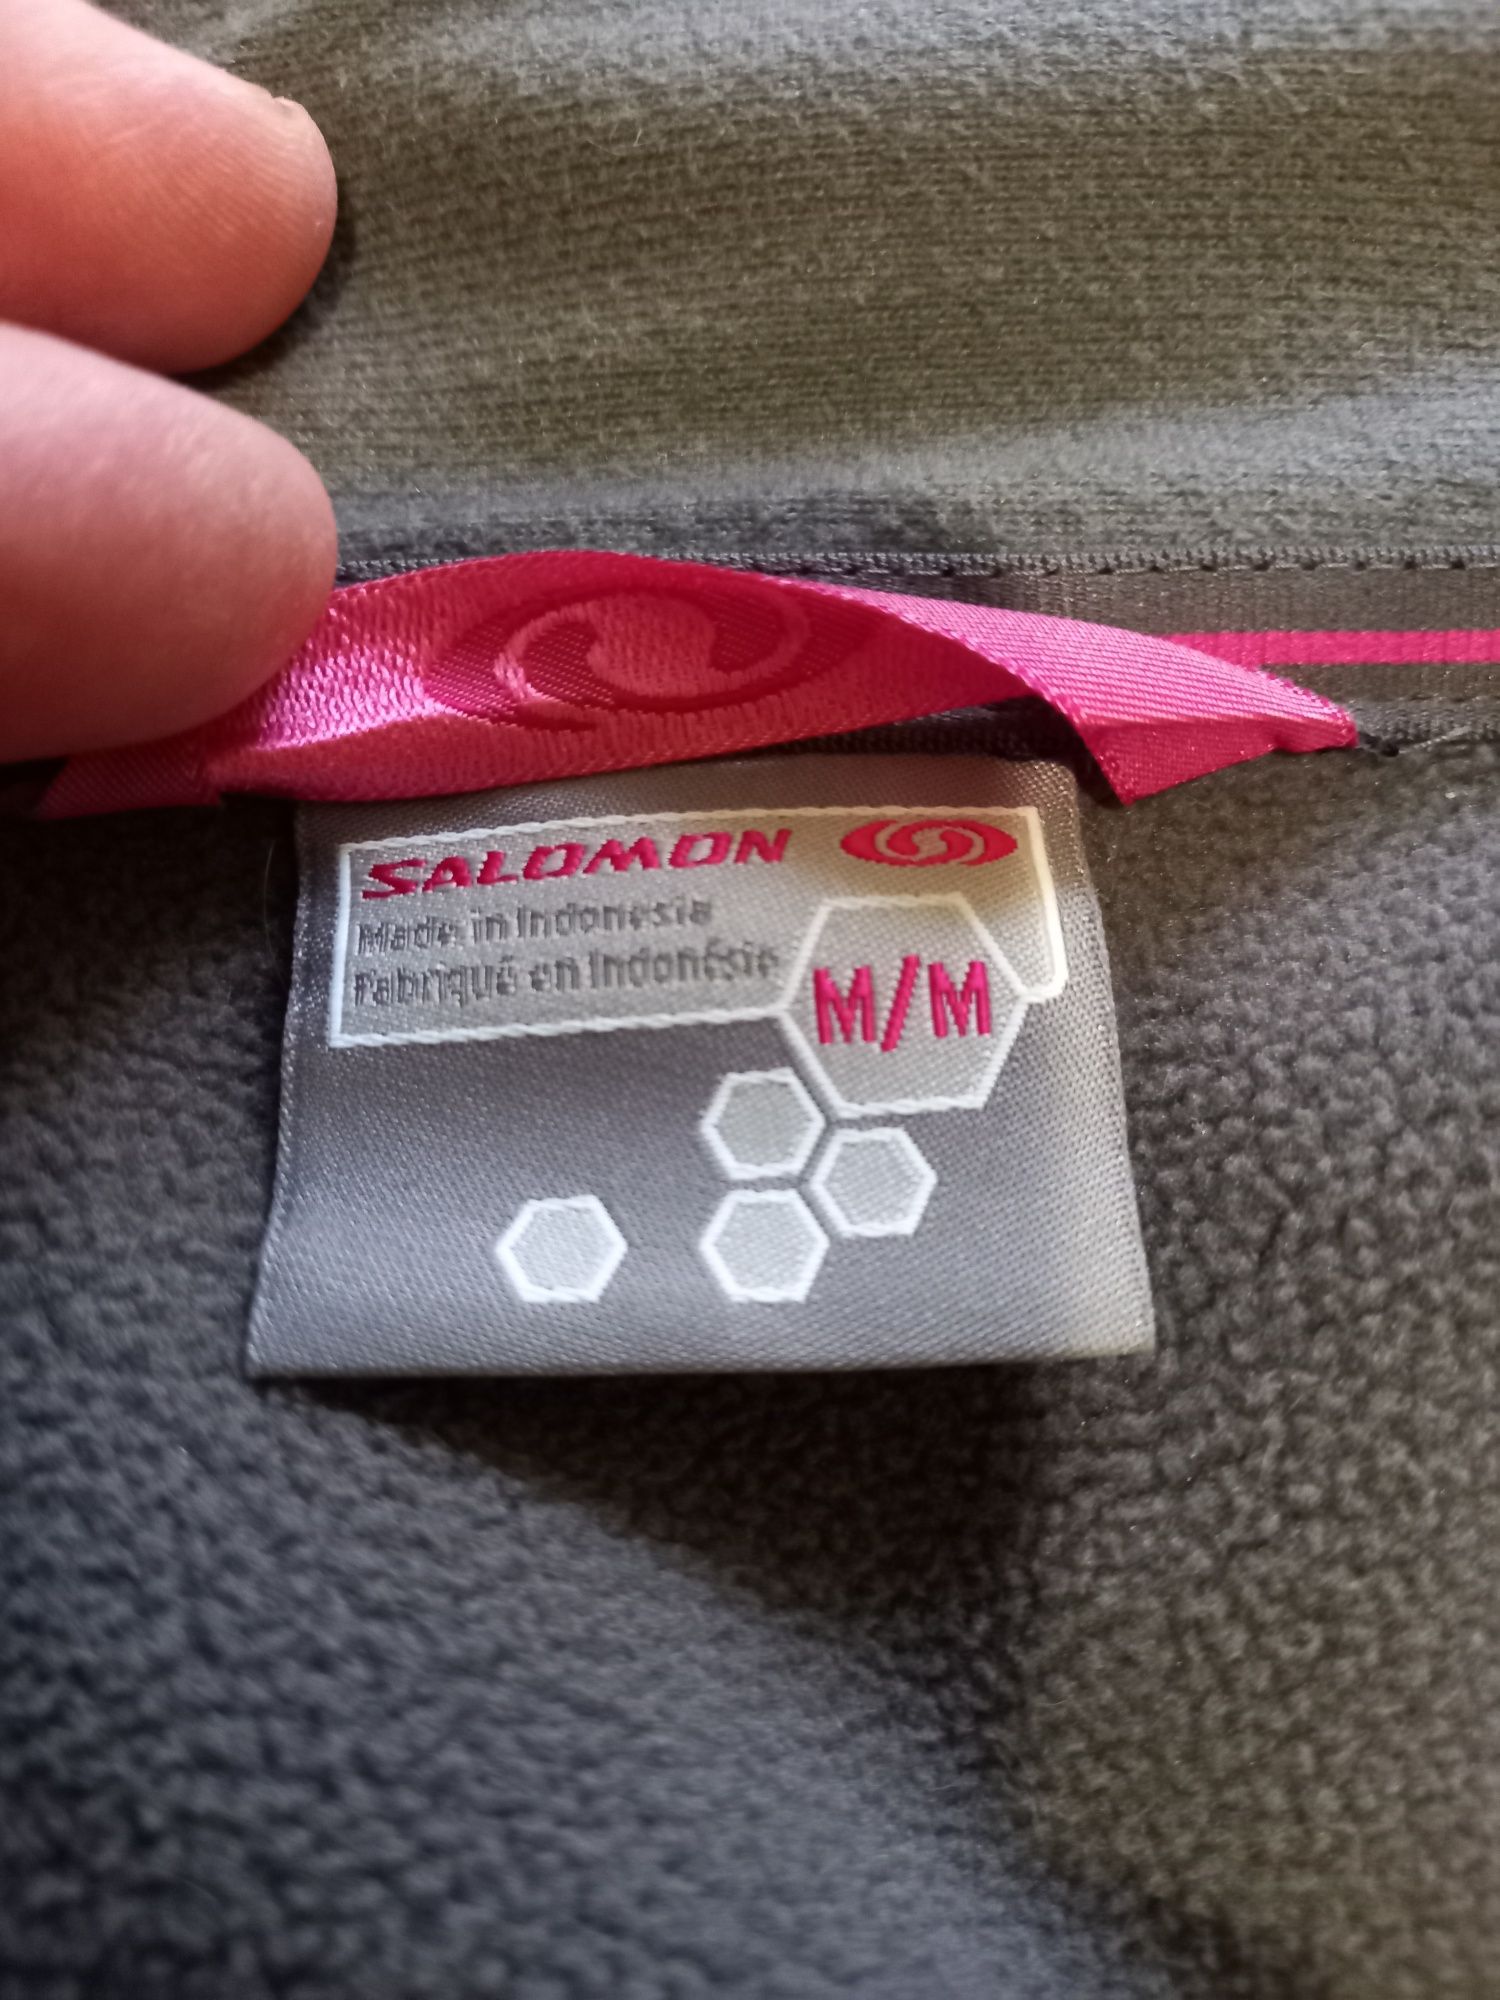 SALOMON
Made in Indonesia
Fabriqué en Indonésie
M/M